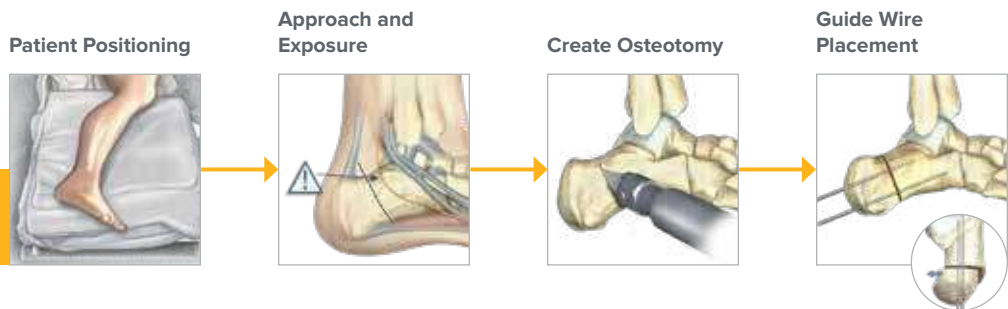 Patient Positioning
Approach and
Exposure
Create Osteotomy
Guide Wire
Placement